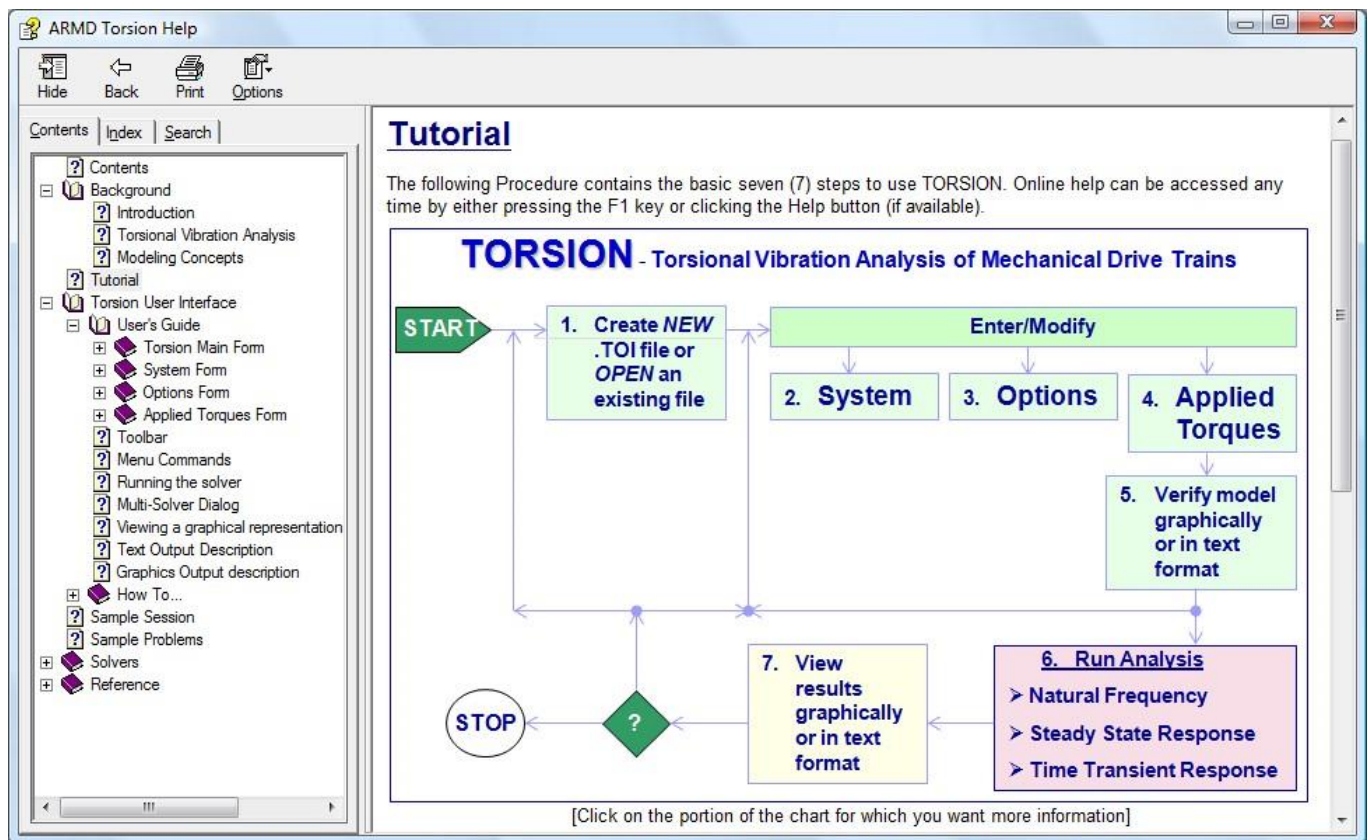 ARMD Torsion Help
Hide
Back
Print
Options
Contents
Index
Search
Contents
Background
Introduction
Torsional Vibration Analysis
Modeling Concepts
Tutorial
Torsion User Interface
User's Guide
Torsion Main Form
System Form
Options Form
Applied Torques Form
Toolbar
Menu Commands
Running the solver
Multi-Solver Dialog
Viewing a graphical representation
Text Output Description
Graphics Output description
How To...
Sample Session
Sample Problems
Solvers
Reference
Tutorial
The following Procedure contains the basic seven (7) steps to use TORSION. Online help can be accessed any
time by either pressing the F1 key or clicking the Help button (if available).
TORSION - Torsional Vibration Analysis of Mechanical Drive Trains
START
1. Create NEW
.TOI file or
OPEN an
existing file
Enter/Modify
2. System
3. Options
4. Applied
Torques
5. Verify model
graphically
or in text
format
6. Run Analysis
➢ Natural Frequency
➢ Steady State Response
➢ Time Transient Response
7. View
results
graphically
or in text
format
?
STOP
[Click on the portion of the chart for which you want more information]